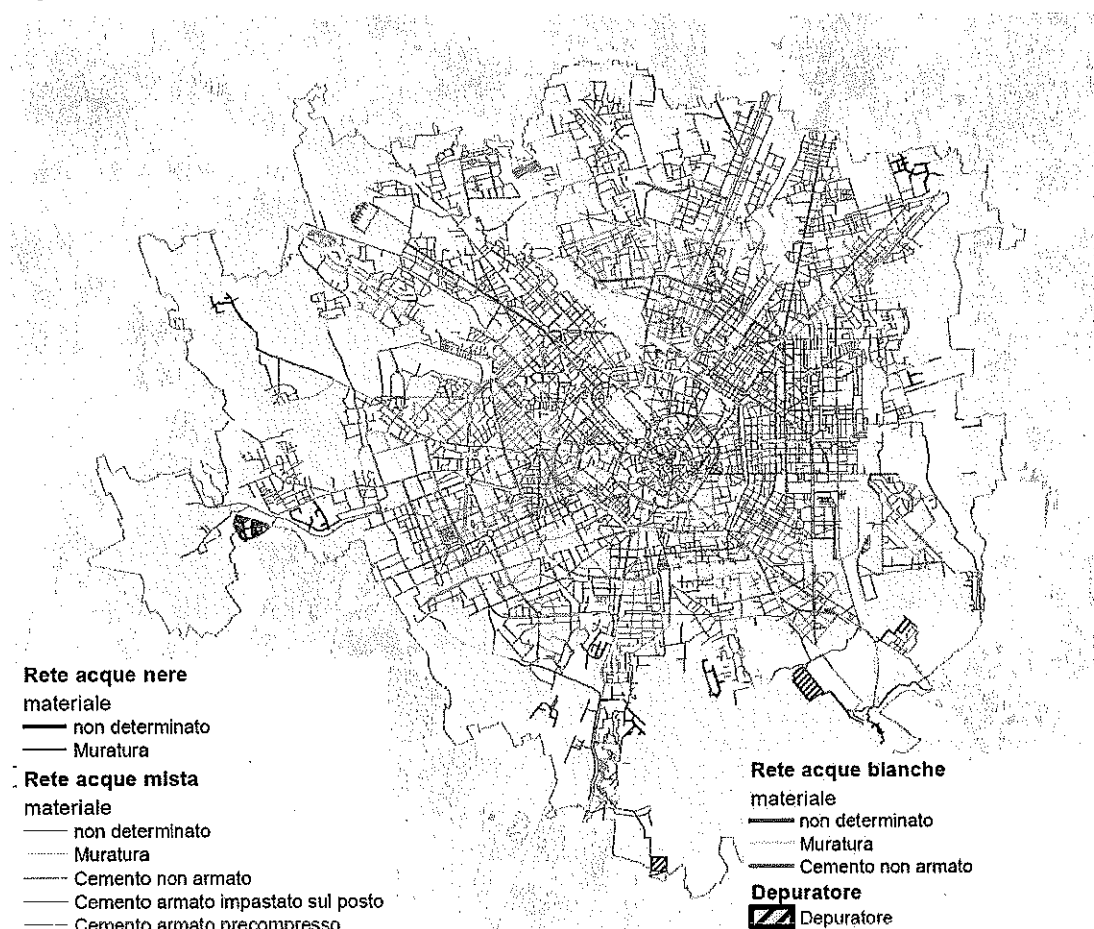 Rete acque nere
materiale
non determinato
Muratura
Rete acque mista
materiale
non determinato
Muratura
Cemento non armato
Cemento armato impastato sul posto
Cemento armato precompresso
Rete acque bianche
materiale
non determinato
Muratura
Cemento non armato
Depuratore
Depuratore